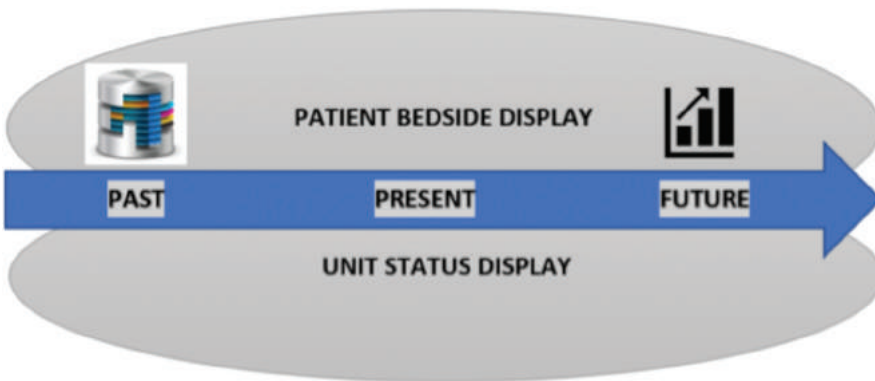 PATIENT BEDSIDE DISPLAY
PAST PRESENT FUTURE
UNIT STATUS DISPLAY